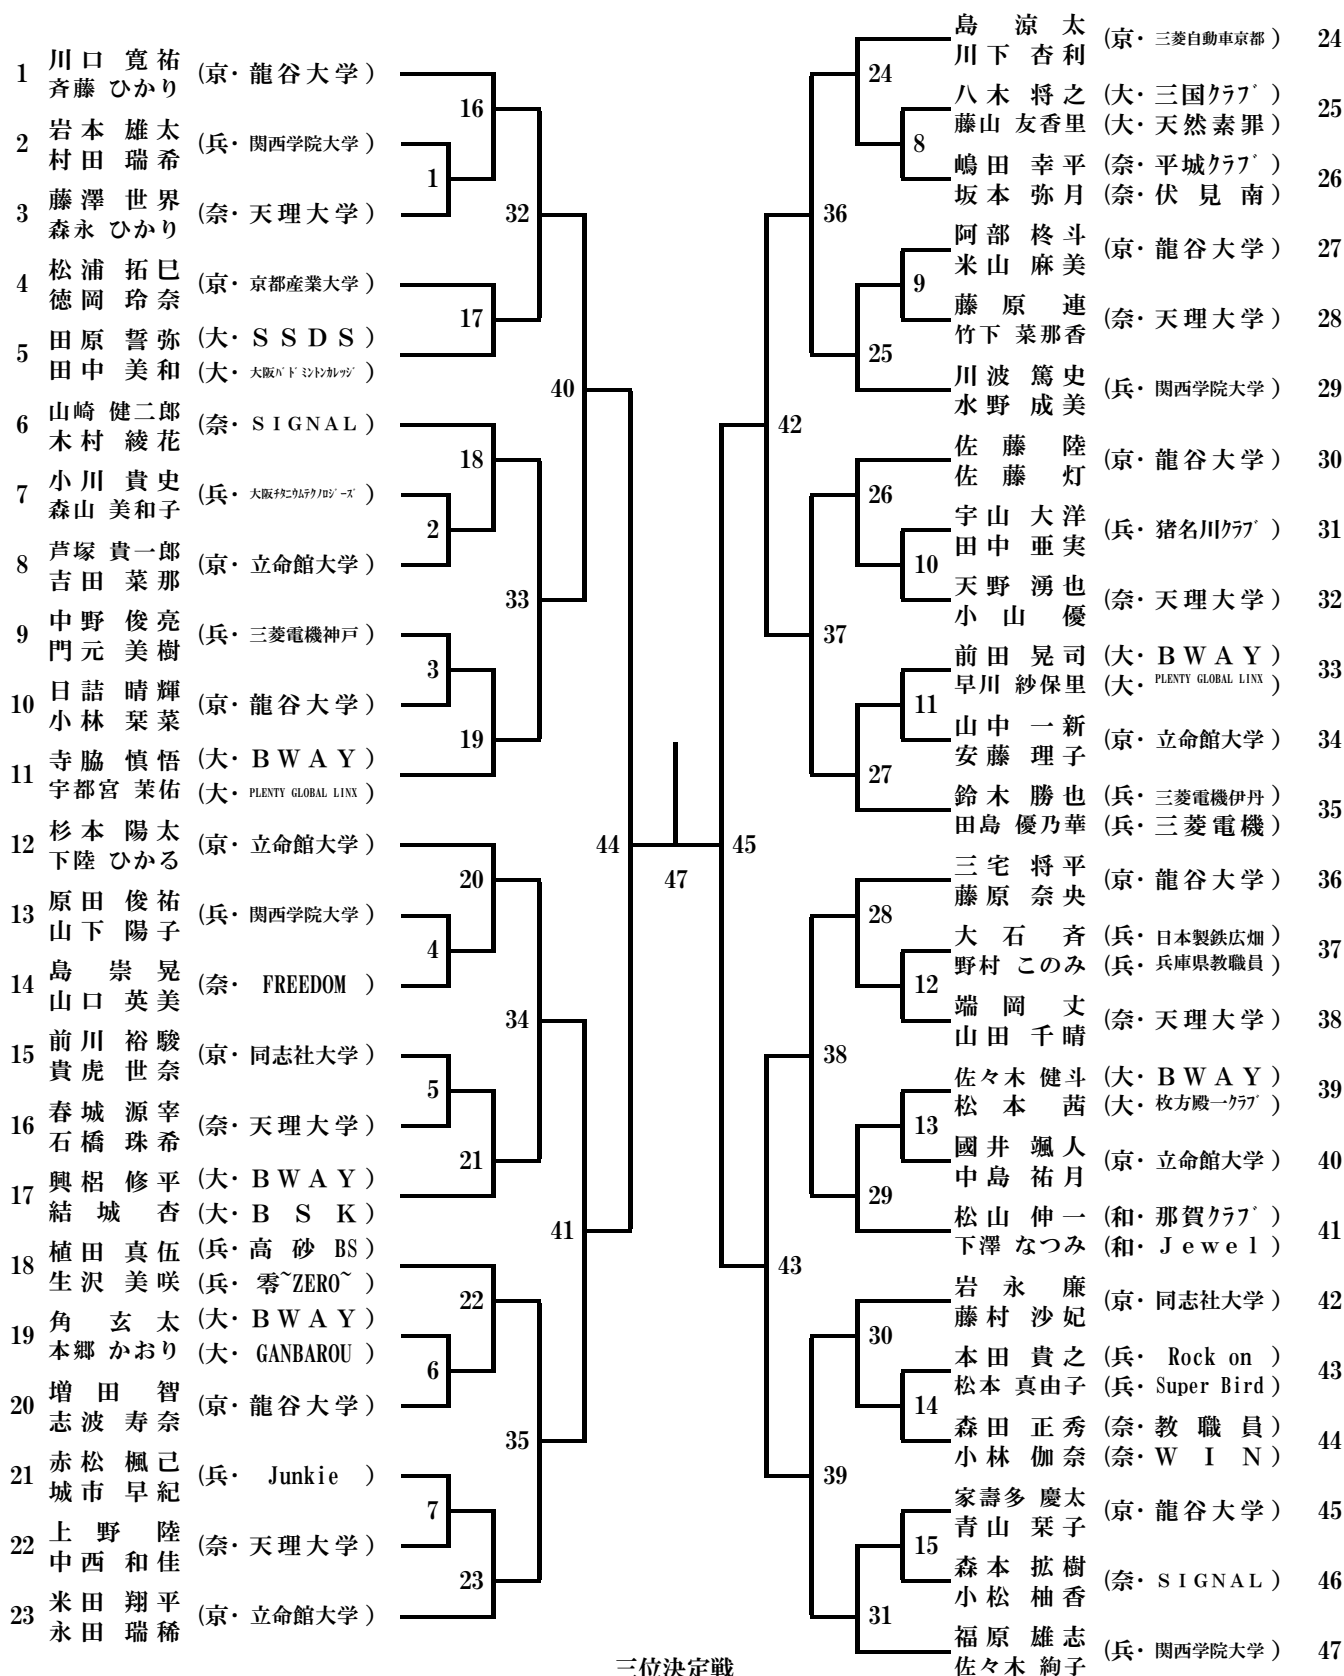 1 川口 寛祐 (京・龍谷大学)
斉藤 ひかり
2 岩本 雄太 (兵・関西学院大学)
村田 瑞希
3 藤澤 世界 (奈・天理大学)
森永 ひかり
4 松浦 拓巳 (京・京都産業大学)
徳岡 玲奈
5 田原 誓弥 (大・SSDS)
田中 美和 (大・大阪バドミントンカレッジ)
6 山崎 健二郎 (奈・SIGNAL)
木村 綾花
7 小川 貴史 (兵・大阪チタニウムテクノロジーズ)
森山 美和子
8 芦塚 貴一郎 (京・立命館大学)
吉田 菜那
9 中野 俊亮 (兵・三菱電機神戸)
門元 美樹
10 日詰 晴輝 (京・龍谷大学)
小林 栞菜
11 寺脇 慎悟 (大・BWAY)
宇都宮 茉佑 (大・PLENTY GLOBAL LINX)
12 杉本 陽太 (京・立命館大学)
下陸 ひかる
13 原田 俊祐 (兵・関西学院大学)
山下 陽子
14 島 崇晃 (奈・FREEDOM)
山口 英美
15 前川 裕駿 (京・同志社大学)
貴虎 世奈
16 春城 源宰 (奈・天理大学)
石橋 珠希
17 興梠 修平 (大・BWAY)
結城 杏 (大・BSK)
18 植田 真伍 (兵・高砂BS)
生沢 美咲 (兵・零~ZERO~)
19 角 玄太 (大・BWAY)
本郷 かおり (大・GANBAROU)
20 増田 智 (京・龍谷大学)
志波 寿奈
21 赤松 楓己 (兵・Junkie)
城市 早紀
22 上野 陸 (奈・天理大学)
中西 和佳
23 米田 翔平 (京・立命館大学)
永田 瑞稀
16
1
32
17
40
18
2
33
3
19
44
20
4
34
5
21
41
22
6
35
7
23
47
三位決定戦
45
24
8
36
9
25
42
26
10
37
11
27
28
12
38
13
29
43
30
14
39
15
31
島 涼太 (京・三菱自動車京都) 24
川下 杏利
八木 将之 (大・三国クラブ) 25
藤山 友香里 (大・天然素罪)
嶋田 幸平 (奈・平城クラブ) 26
坂本 弥月 (奈・伏見南)
阿部 柊斗 (京・龍谷大学) 27
米山 麻美
藤原 連 (奈・天理大学) 28
竹下 菜那香
川波 篤史 (兵・関西学院大学) 29
水野 成美
佐藤 陸 (京・龍谷大学) 30
佐藤 灯
宇山 大洋 (兵・猪名川クラブ) 31
田中 亜実
天野 湧也 (奈・天理大学) 32
小山 優
前田 晃司 (大・BWAY) 33
早川 紗保里 (大・PLENTY GLOBAL LINX)
山中 一新 (京・立命館大学) 34
安藤 理子
鈴木 勝也 (兵・三菱電機伊丹) 35
田島 優乃華 (兵・三菱電機)
三宅 将平 (京・龍谷大学) 36
藤原 奈央
大石 斉 (兵・日本製鉄広畑) 37
野村 このみ (兵・兵庫県教職員)
端岡 丈 (奈・天理大学) 38
山田 千晴
佐々木 健斗 (大・BWAY) 39
松本 茜 (大・枚方殿一クラブ)
國井 颯人 (京・立命館大学) 40
中島 祐月
松山 伸一 (和・那賀クラブ) 41
下澤 なつみ (和・Jewel)
岩永 廉 (京・同志社大学) 42
藤村 沙妃
本田 貴之 (兵・Rock on) 43
松本 真由子 (兵・Super Bird)
森田 正秀 (奈・教職員) 44
小林 伽奈 (奈・WIN)
家壽多 慶太 (京・龍谷大学) 45
青山 栞子
森本 拡樹 (奈・SIGNAL) 46
小松 柚香
福原 雄志 (兵・関西学院大学) 47
佐々木 絢子